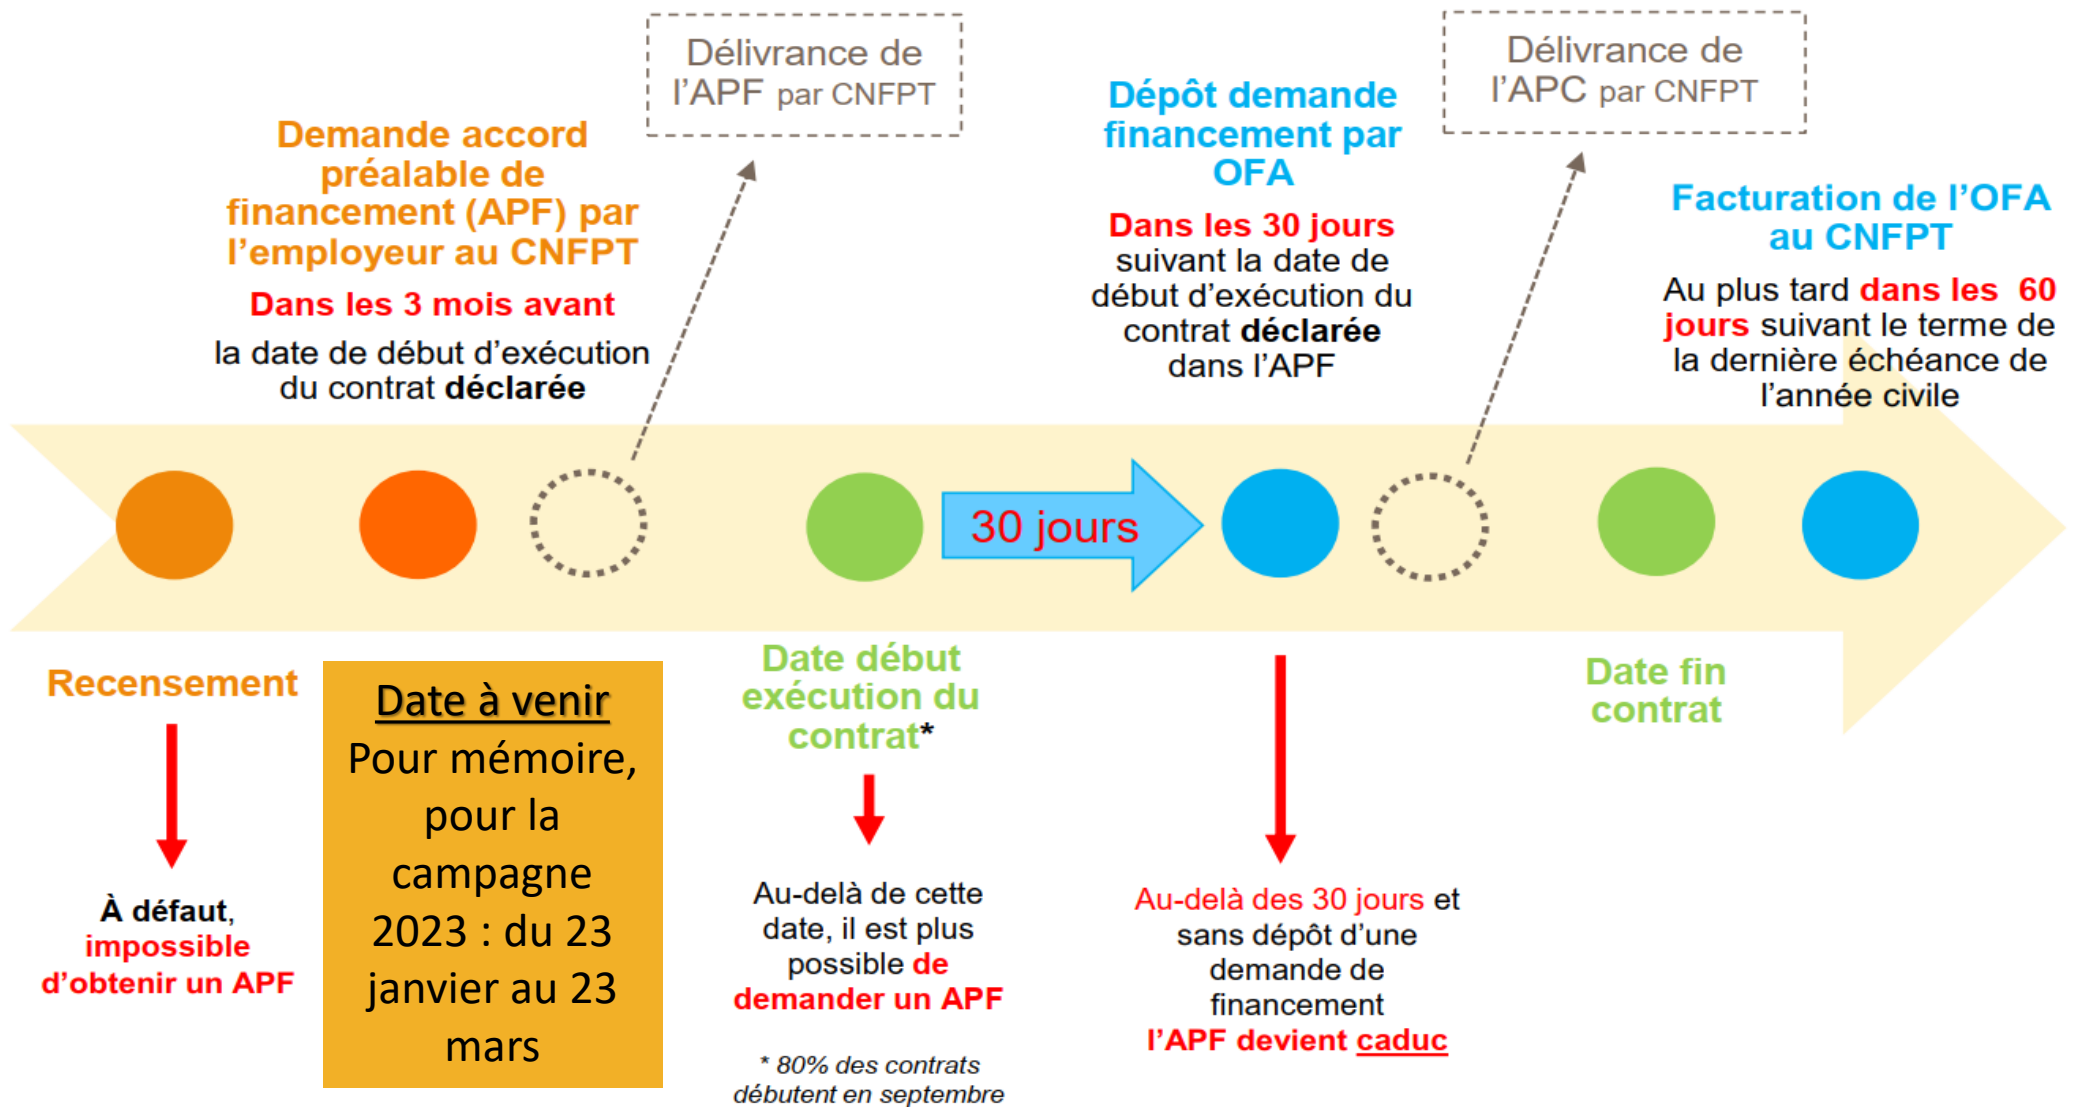 Délivrance de
l’APF par CNFPT
Délivrance de
l’APC par CNFPT
Demande accord
préalable de
financement (APF) par
l’employeur au CNFPT
Dans les 3 mois avant
la date de début d’exécution
du contrat déclarée
Dépôt demande
financement par
OFA
Dans les 30 jours
suivant la date de
début d’exécution du
contrat déclarée
dans l’APF
Facturation de l’OFA
au CNFPT
Au plus tard dans les 60
jours suivant le terme de
la dernière échéance de
l’année civile
30 jours
Recensement
À défaut,
impossible
d’obtenir un APF
Date à venir
Pour mémoire,
pour la
campagne
2023 : du 23
janvier au 23
mars
Date début
exécution du
contrat*
Au-delà de cette
date, il est plus
possible de
demander un APF
* 80% des contrats
débutent en septembre
Au-delà des 30 jours et
sans dépôt d’une
demande de
financement
l’APF devient caduc
Date fin
contrat